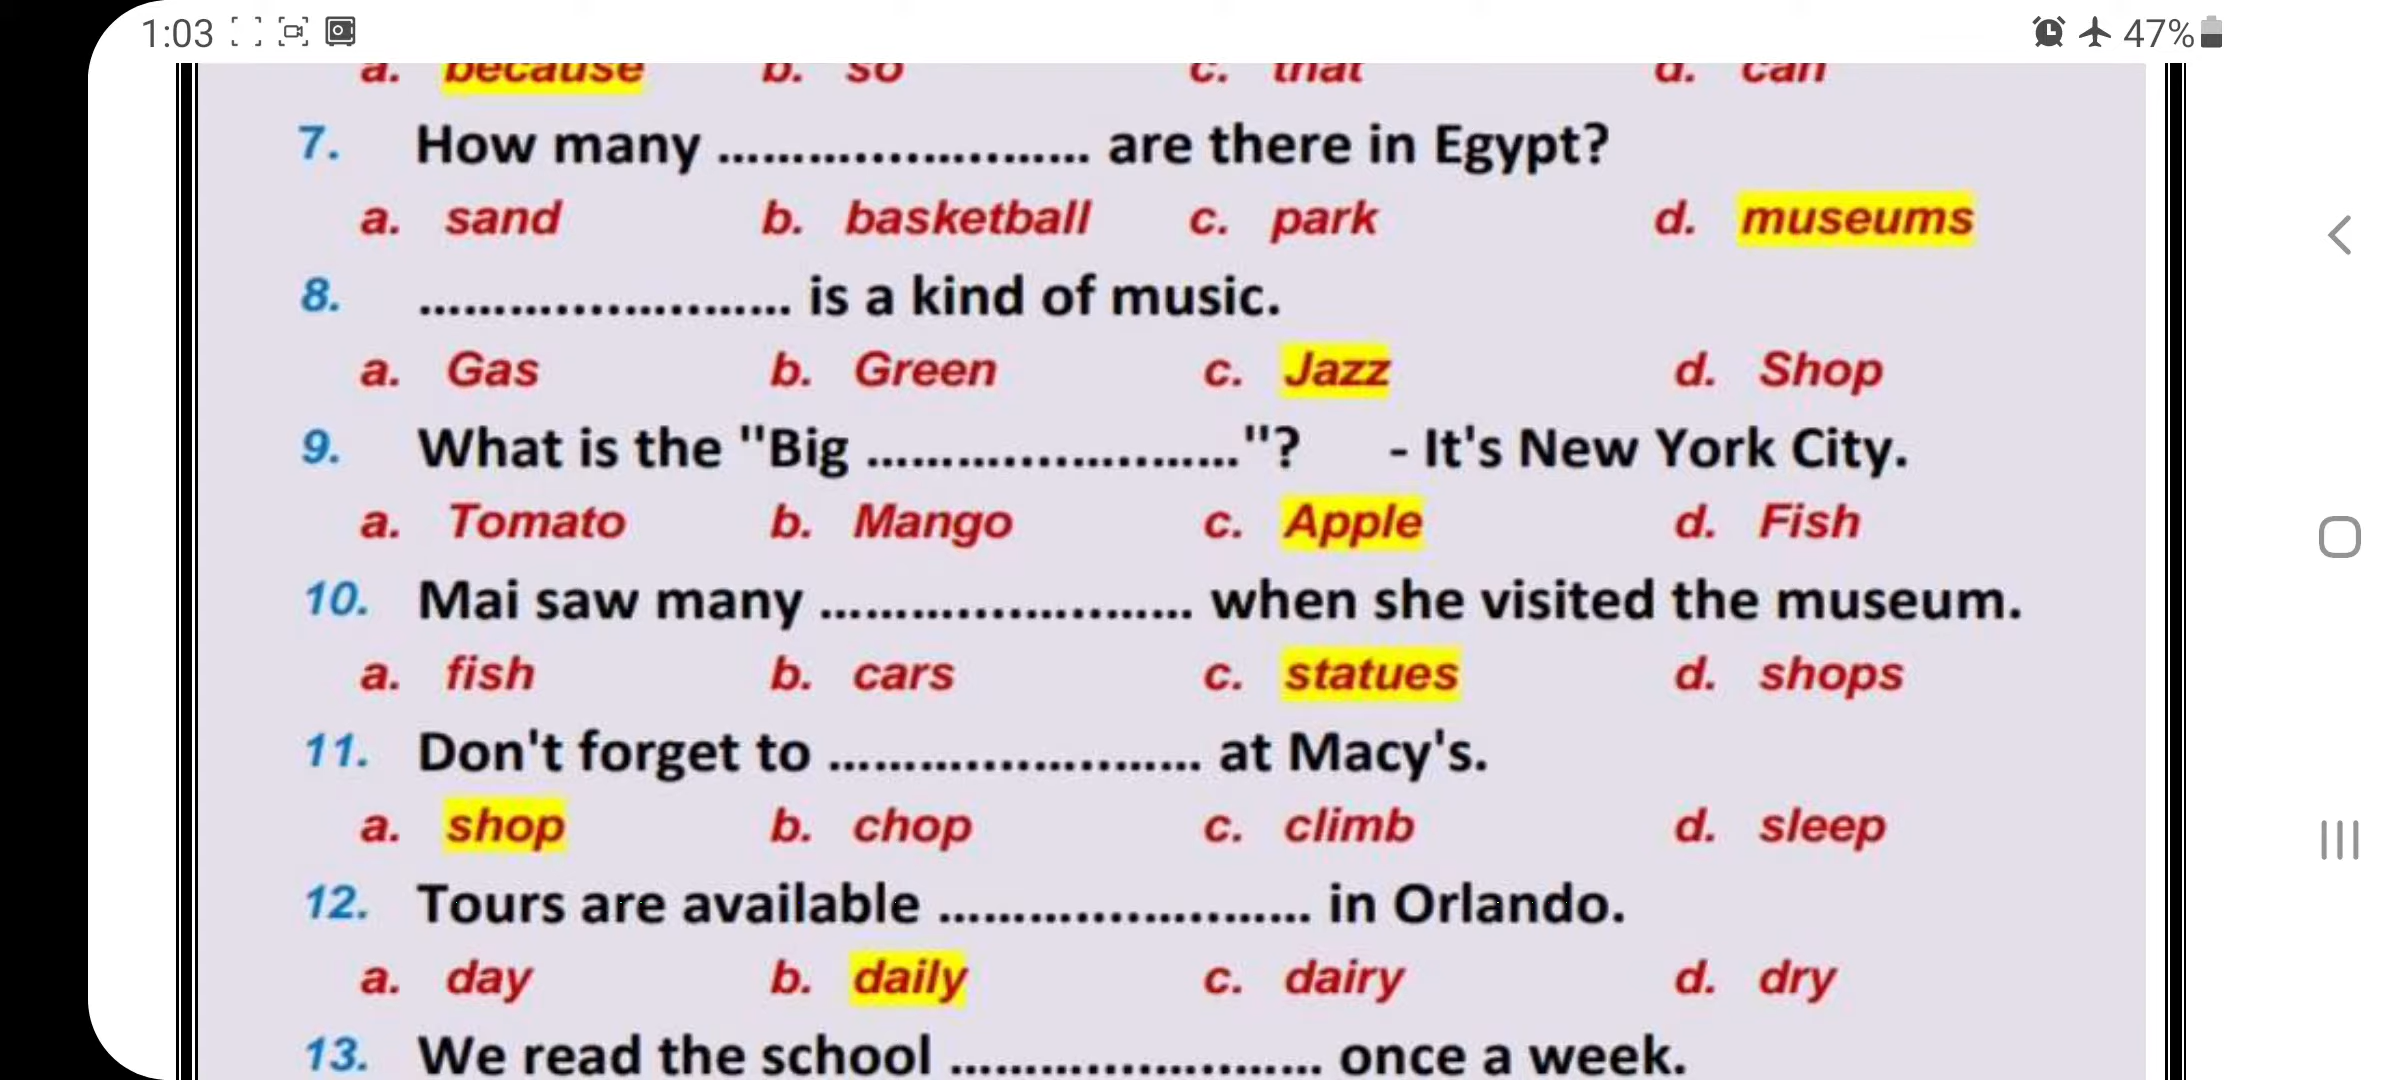 1:03 47%
a. because b. so c. that d. can
7. How many ........................ are there in Egypt?
a. sand b. basketball c. park d. museums
8. ........................ is a kind of music.
a. Gas b. Green c. Jazz d. Shop
9. What is the "Big ........................"? - It's New York City.
a. Tomato b. Mango c. Apple d. Fish
10. Mai saw many ........................ when she visited the museum.
a. fish b. cars c. statues d. shops
11. Don't forget to ........................ at Macy's.
a. shop b. chop c. climb d. sleep
12. Tours are available ........................ in Orlando.
a. day b. daily c. dairy d. dry
13. We read the school ........................ once a week.